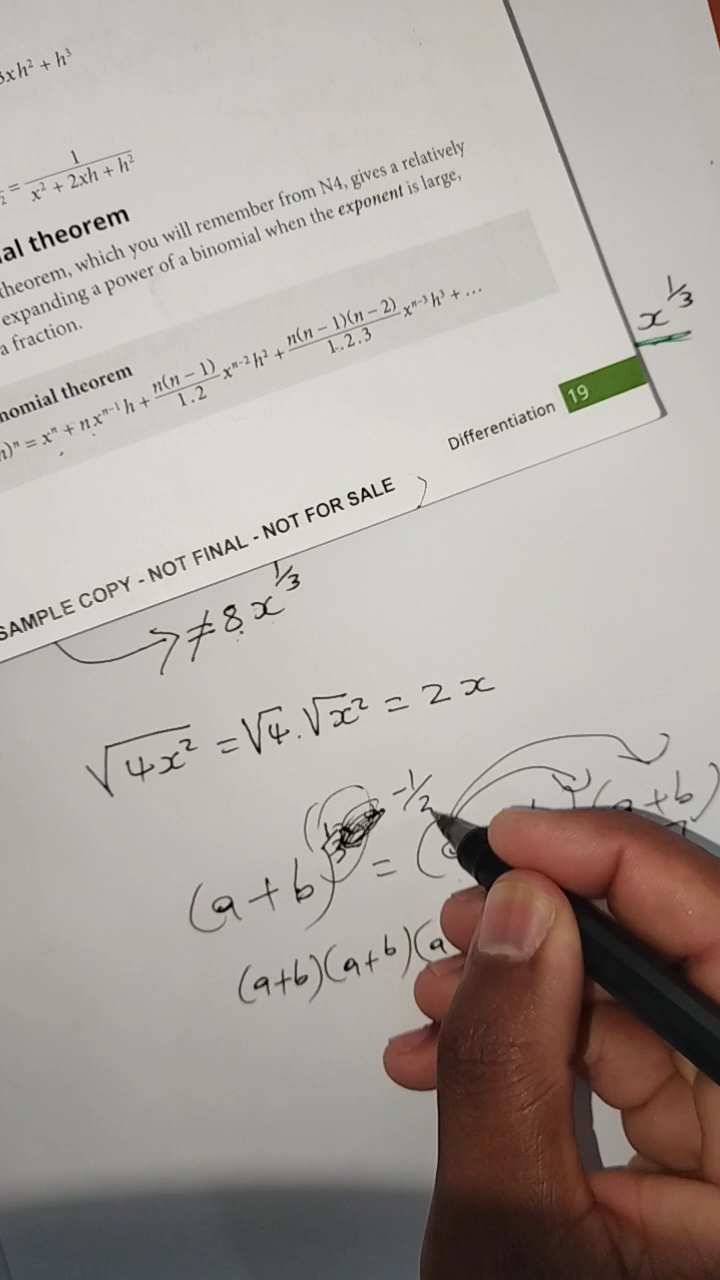 3xh² + h³
2 = 1 / (x² + 2xh + h²)
al theorem
theorem, which you will remember from N4, gives a relatively
expanding a power of a binomial when the exponent is large,
a fraction.
nomial theorem
)ⁿ = xⁿ + nxⁿ⁻¹h + n(n − 1)/1.2 xⁿ⁻²h² + n(n − 1)(n − 2)/1.2.3 xⁿ⁻³h³ + ...
x^1/3
Differentiation 19
SAMPLE COPY - NOT FINAL - NOT FOR SALE
≠ 8x^1/3
√4x² = √4 . √x² = 2x
-1/2
(a+b) = ( (a+b)
(a+b)(a+b)(a